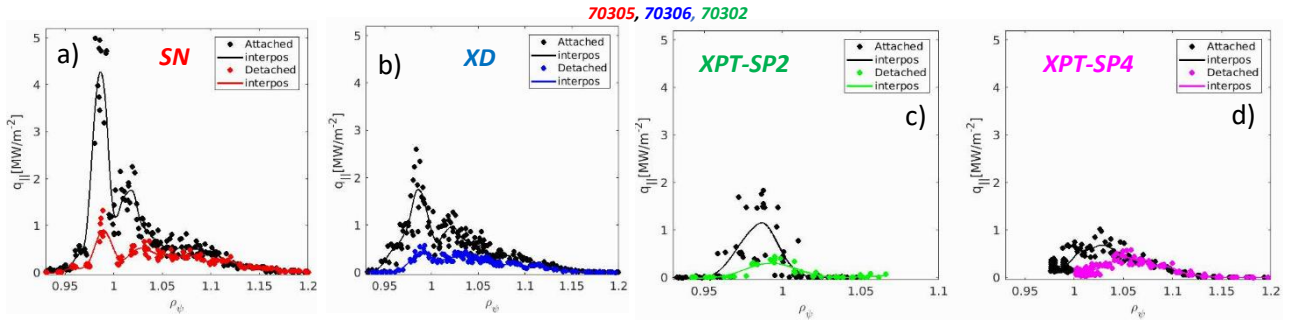 70305, 70306, 70302
a)
SN
Attached
interpos
Detached
interpos
5
4
3
2
1
0
q||[MW/m⁻²]
0.95
1
1.05
1.1
1.15
1.2
ρψ
b)
XD
Attached
interpos
Detached
interpos
5
4
3
2
1
0
q||[MW/m⁻²]
0.95
1
1.05
1.1
1.15
1.2
ρψ
XPT-SP2
c)
Attached
interpos
Detached
interpos
5
4
3
2
1
0
q||[MW/m⁻²]
0.95
1
1.05
1.1
ρψ
XPT-SP4
d)
Attached
interpos
Detached
interpos
5
4
3
2
1
0
q||[MW/m⁻²]
0.95
1
1.05
1.1
1.15
1.2
ρψ